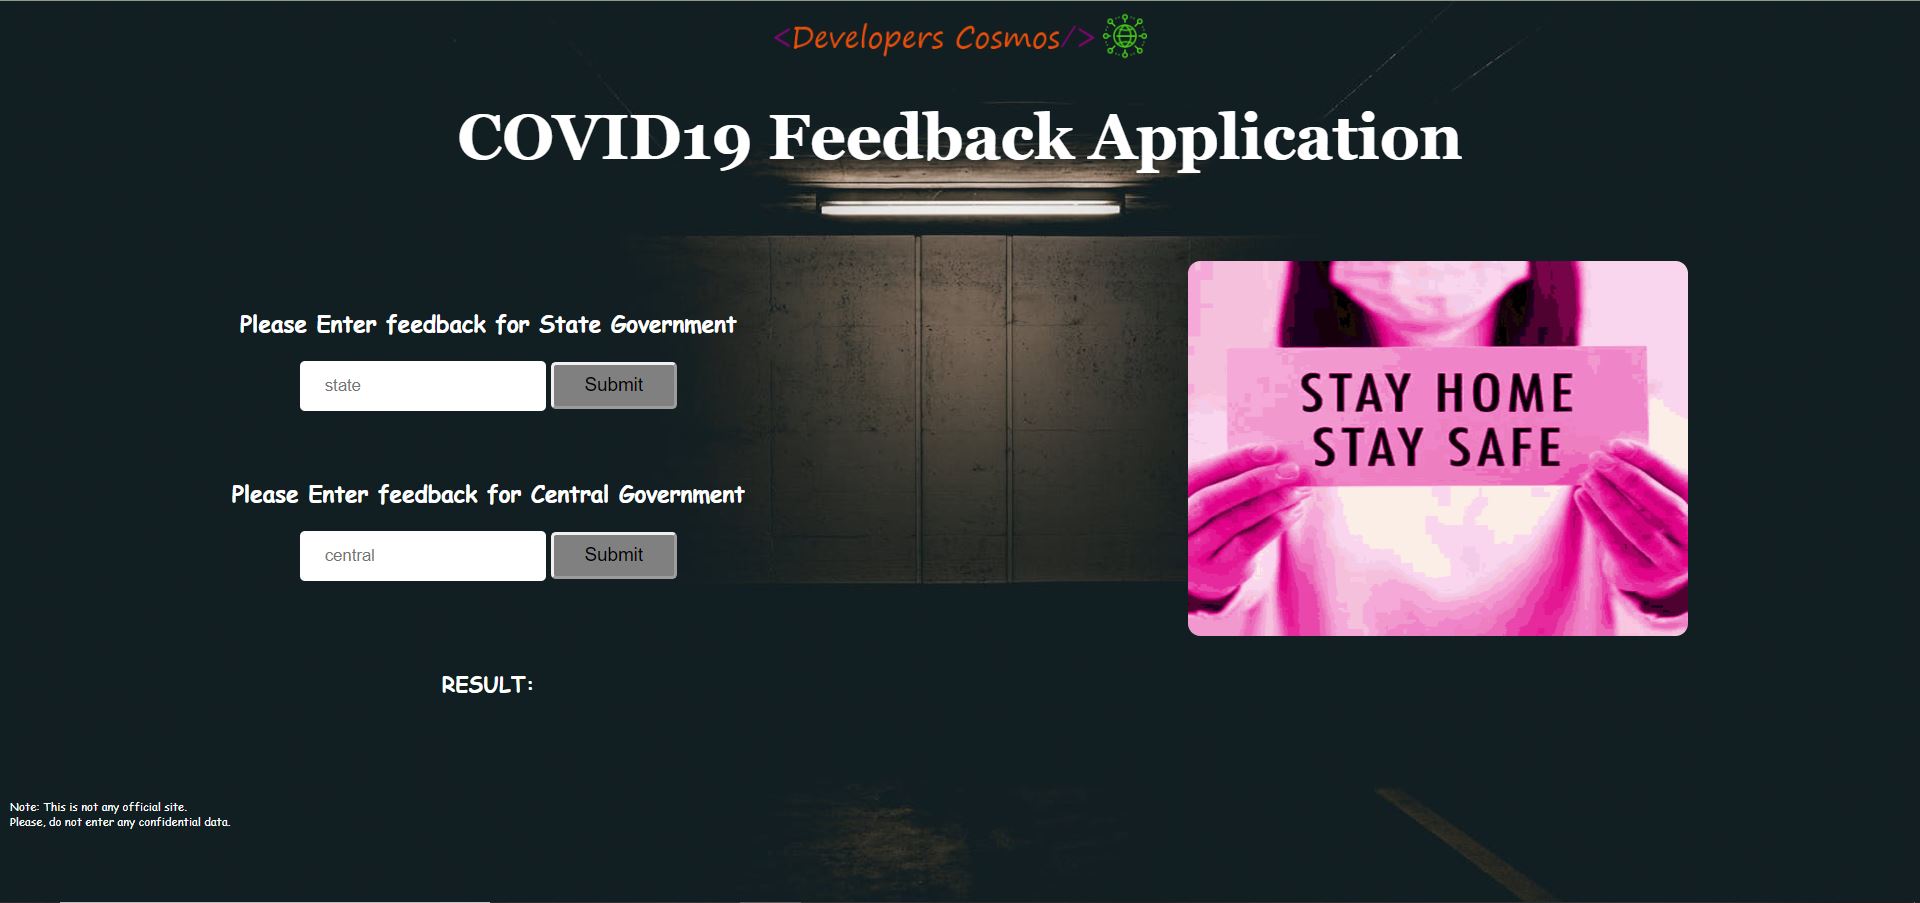 <Developers Cosmos/>
COVID19 Feedback Application
Please Enter feedback for State Government
state
Submit
Please Enter feedback for Central Government
central
Submit
STAY HOME
STAY SAFE
RESULT:
Note: This is not any official site.
Please, do not enter any confidential data.